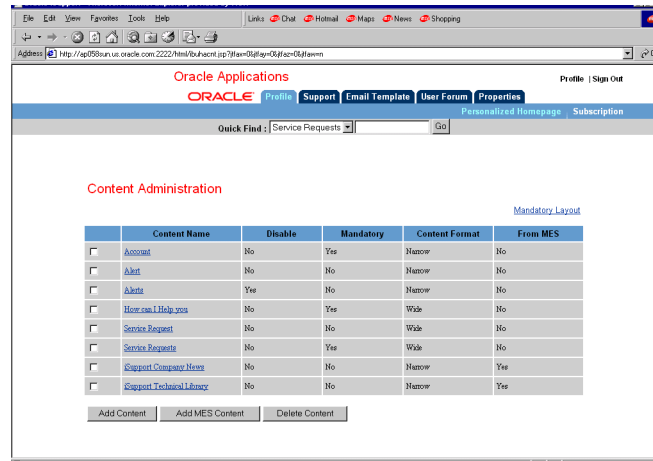 File Edit View Favorites Tools Help Links Chat Hotmail Maps News Shopping
Address http://ap058sun.us.oracle.com:2222/html/ibuhacnt.jsp?jtfax=0&jtfay=0&jtfaz=0&jtfaw=n
Oracle Applications Profile | Sign Out
ORACLE Profile Support Email Template User Forum Properties
Personalized Homepage Subscription
Quick Find : Service Requests Go
Content Administration
Mandatory Layout
Content Name Disable Mandatory Content Format From MES
Account No Yes Narrow No
Alert No No Narrow No
Alerts Yes No Narrow No
How can I Help you No Yes Wide No
Service Request No No Wide No
Service Requests No Yes Wide No
iSupport Company News No No Narrow Yes
iSupport Technical Library No No Narrow Yes
Add Content Add MES Content Delete Content